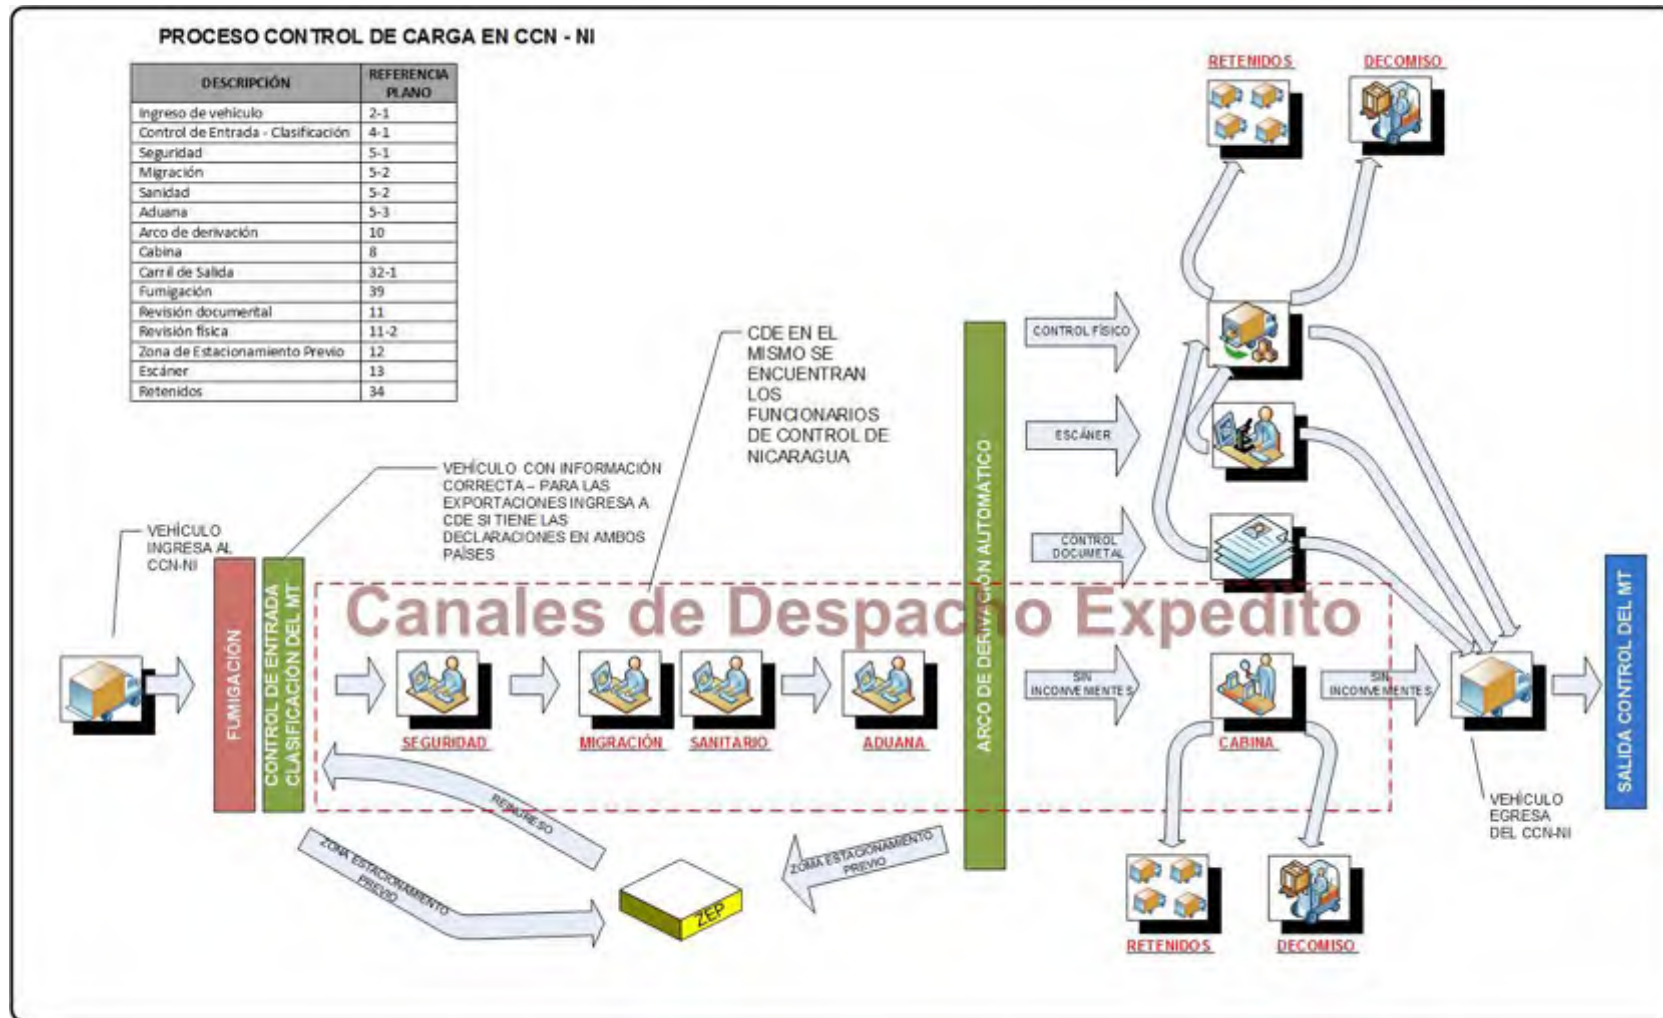 PROCESO CONTROL DE CARGA EN CCN - NI
DESCRIPCIÓN REFERENCIA PLANO
Ingreso de vehículo 2-1
Control de Entrada - Clasificación 4-1
Seguridad 5-1
Migración 5-2
Sanidad 5-2
Aduana 5-3
Arco de derivación 10
Cabina 8
Carril de Salida 32-1
Fumigación 39
Revisión documental 11
Revisión física 11-2
Zona de Estacionamiento Previo 12
Escáner 13
Retenidos 34
RETENIDOS
DECOMISO
CDE EN EL
MISMO SE
ENCUENTRAN
LOS
FUNCIONARIOS
DE CONTROL DE
NICARAGUA
CONTROL FÍSICO
ESCÁNER
CONTROL
DOCUMETAL
VEHÍCULO CON INFORMACIÓN
CORRECTA – PARA LAS
EXPORTACIONES INGRESA A
CDE SI TIENE LAS
DECLARACIONES EN AMBOS
PAÍSES
VEHÍCULO
INGRESA AL
CCN-NI
FUMIGACIÓN
CONTROL DE ENTRADA
CLASIFICACIÓN DEL MT
Canales de Despacho Expedito
ARCO DE DERIVACIÓN AUTOMÁTICO
SEGURIDAD
MIGRACIÓN
SANITARIO
ADUANA
SIN
INCONVEMENTES
CABINA
SIN
INCONVEMENTES
SALIDA CONTROL DEL MT
VEHÍCULO
EGRESA
DEL CCN-NI
REINGRESO
ZONA ESTACIONAMIENTO
PREVIO
ZOMA ESTACIONAMIENTO
PREVIO
ZEP
RETENIDOS
DECOMISO